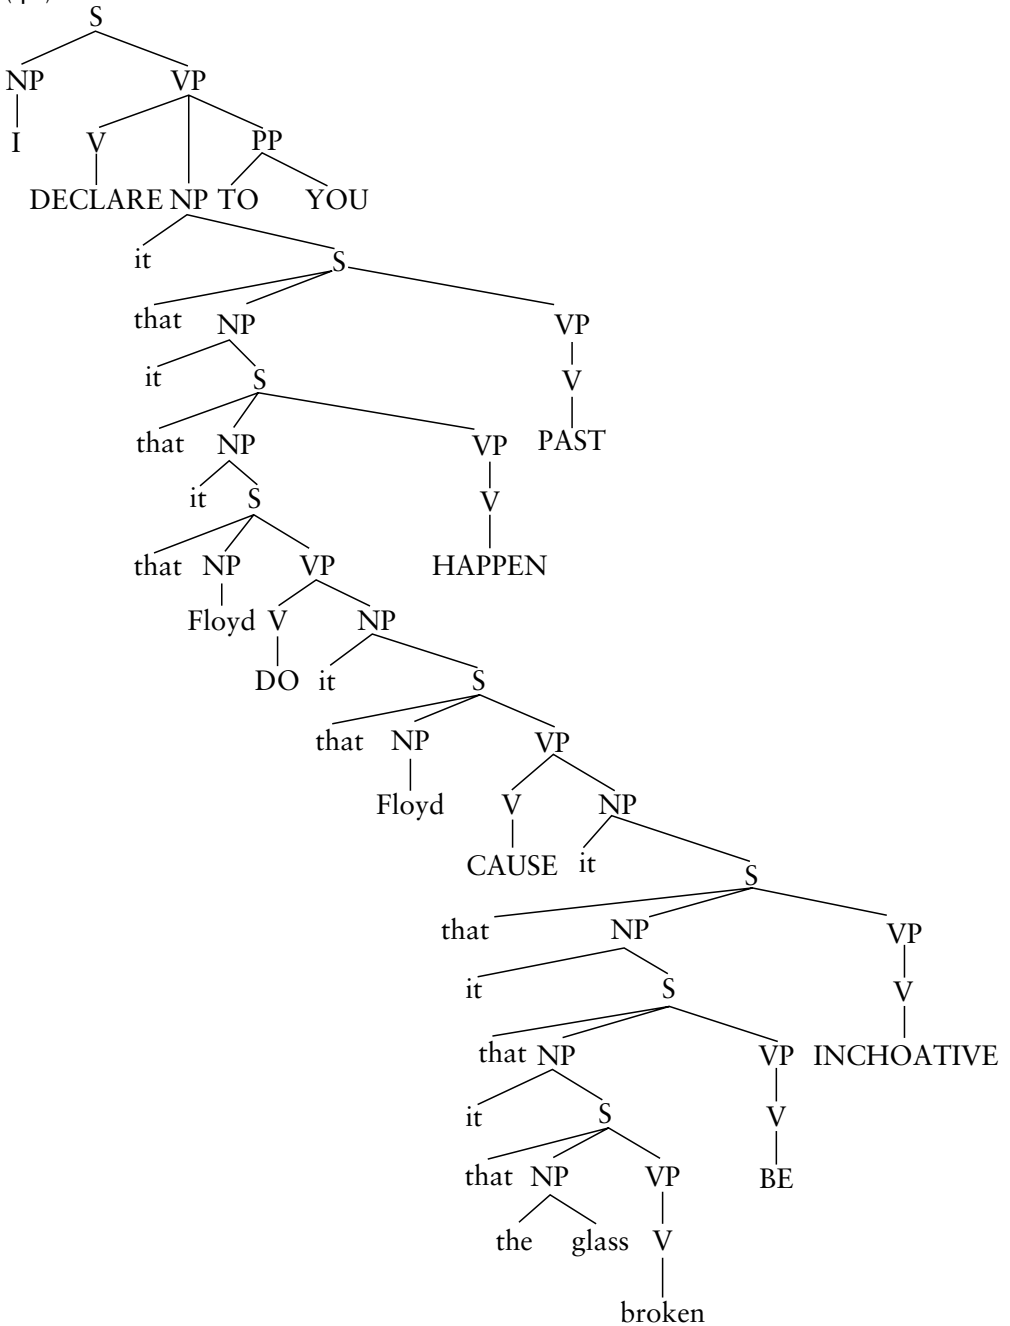 S
NP VP
I V PP
DECLARE NP TO YOU
it S
that NP VP
it S V
that NP VP PAST
it S V
that NP VP HAPPEN
Floyd V NP
DO it S
that NP VP
Floyd V NP
CAUSE it S
that NP VP
it S V
that NP VP INCHOATIVE
it S V
that NP VP BE
the glass V
broken